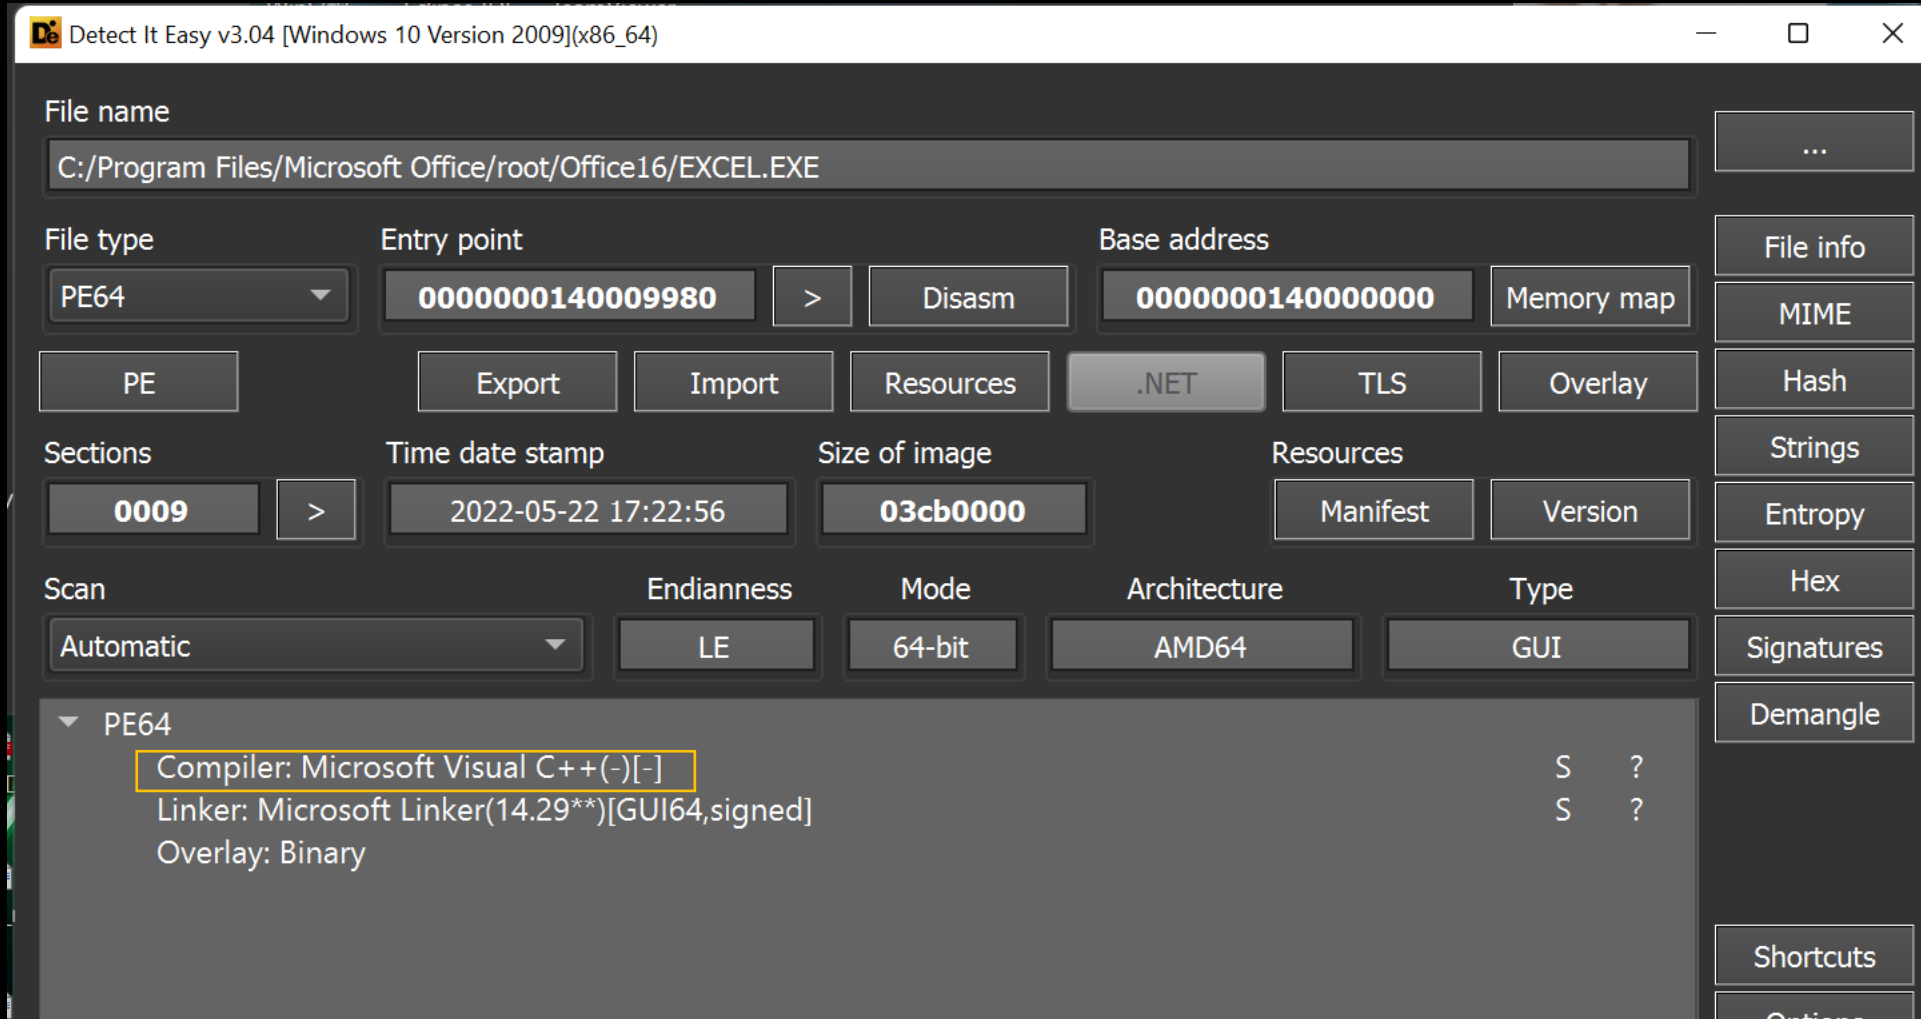 Detect It Easy v3.04 [Windows 10 Version 2009](x86_64)
File name
C:/Program Files/Microsoft Office/root/Office16/EXCEL.EXE
...
File type
Entry point
Base address
File info
PE64
0000000140009980
>
Disasm
0000000140000000
Memory map
MIME
PE
Export
Import
Resources
.NET
TLS
Overlay
Hash
Sections
Time date stamp
Size of image
Resources
Strings
0009
>
2022-05-22 17:22:56
03cb0000
Manifest
Version
Entropy
Scan
Endianness
Mode
Architecture
Type
Hex
Automatic
LE
64-bit
AMD64
GUI
Signatures
PE64
Demangle
Compiler: Microsoft Visual C++(-)[-] S ?
Linker: Microsoft Linker(14.29**)[GUI64,signed] S ?
Overlay: Binary
Shortcuts